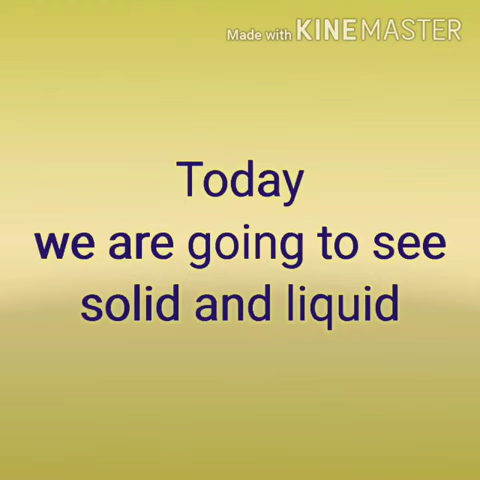 Made with KINEMASTER
Today
we are going to see
solid and liquid